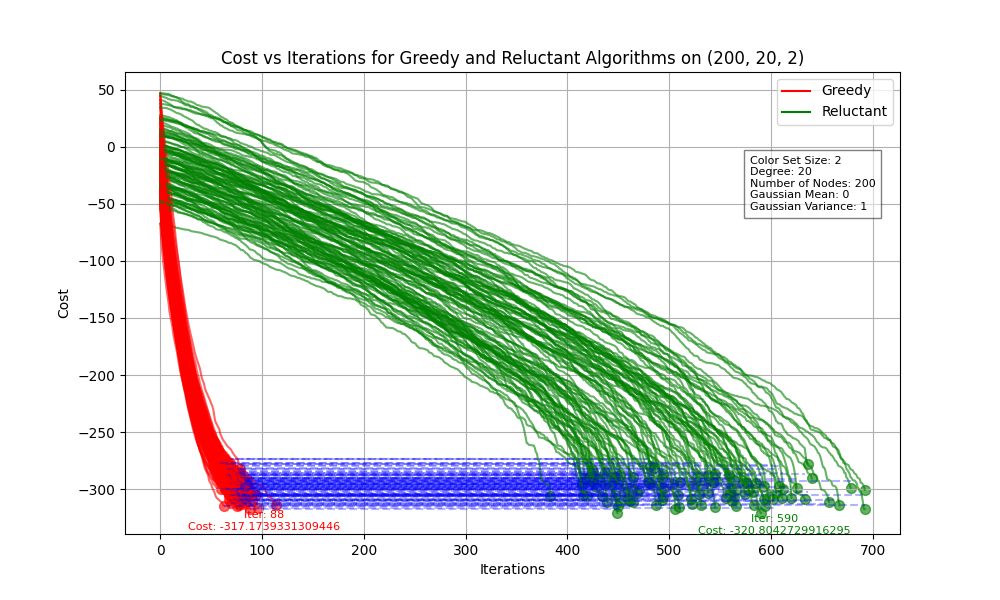 Cost vs Iterations for Greedy and Reluctant Algorithms on (200, 20, 2)
50
0
−50
−100
−150
−200
−250
−300
Cost
Greedy
Reluctant
Color Set Size: 2
Degree: 20
Number of Nodes: 200
Gaussian Mean: 0
Gaussian Variance: 1
Iter: 88
Cost: -317.1739331309446
Iter: 590
Cost: -320.8042729916295
0
100
200
300
400
500
600
700
Iterations